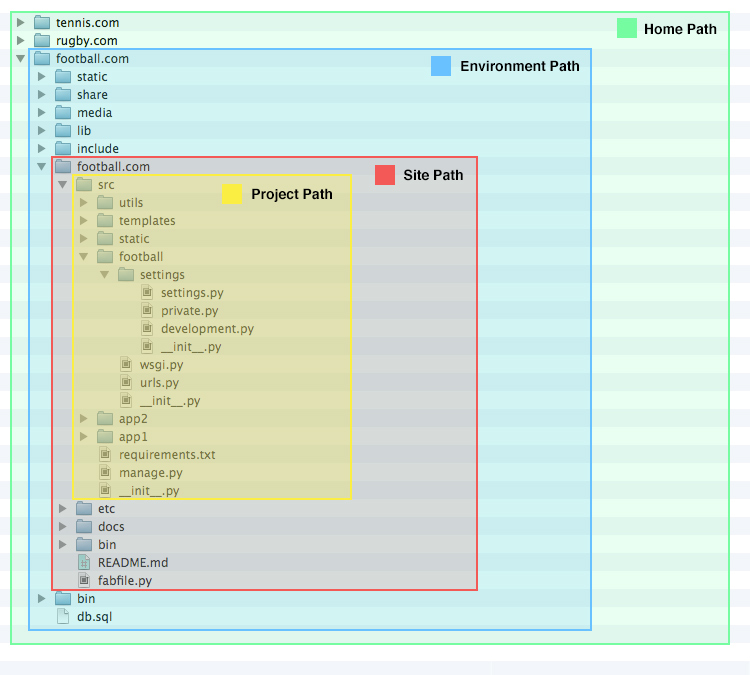 tennis.com
Home Path
rugby.com
football.com
Environment Path
static
share
media
lib
include
football.com
Site Path
src
Project Path
utils
templates
static
football
settings
settings.py
private.py
development.py
__init__.py
wsgi.py
urls.py
__init__.py
app2
app1
requirements.txt
manage.py
__init__.py
etc
docs
bin
README.md
fabfile.py
bin
db.sql